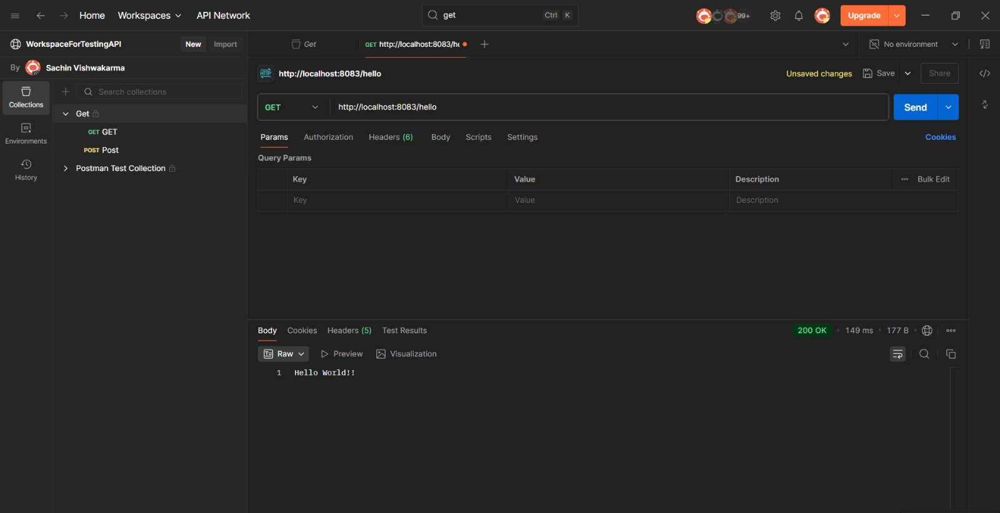 Home Workspaces API Network get Ctrl K 99+ Upgrade
WorkspaceForTestingAPI New Import Get GET http://localhost:8083/he No environment
By Sachin Vishwakarma
HTTP http://localhost:8083/hello Unsaved changes Save Share
Collections
Search collections
Environments
History
Get
GET GET
POST Post
Postman Test Collection
GET http://localhost:8083/hello Send
Params Authorization Headers (6) Body Scripts Settings Cookies
Query Params
Key Value Description Bulk Edit
Key Value Description
Body Cookies Headers (5) Test Results 200 OK 149 ms 177 B
Raw Preview Visualization
1 Hello World!!